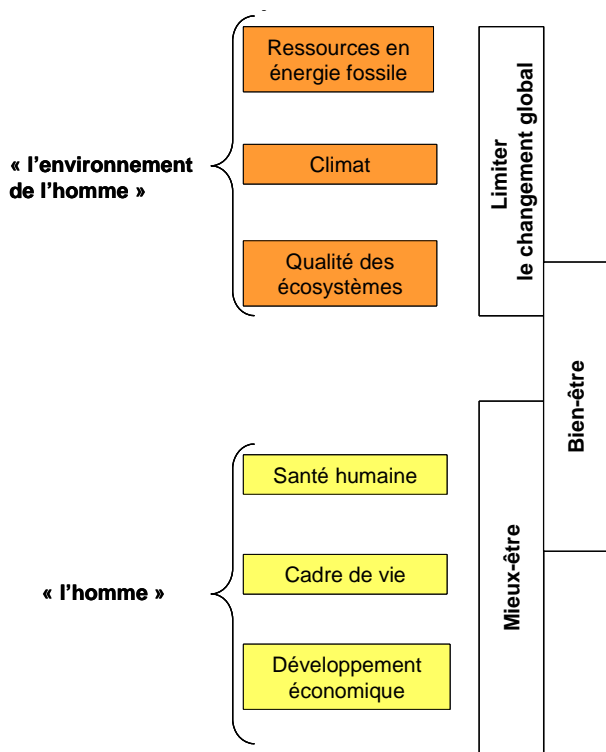 Ressources en
énergie fossile
« l'environnement
de l'homme »
Climat
Qualité des
écosystèmes
Limiter
le changement global
Bien-être
Santé humaine
« l'homme »
Cadre de vie
Développement
économique
Mieux-être